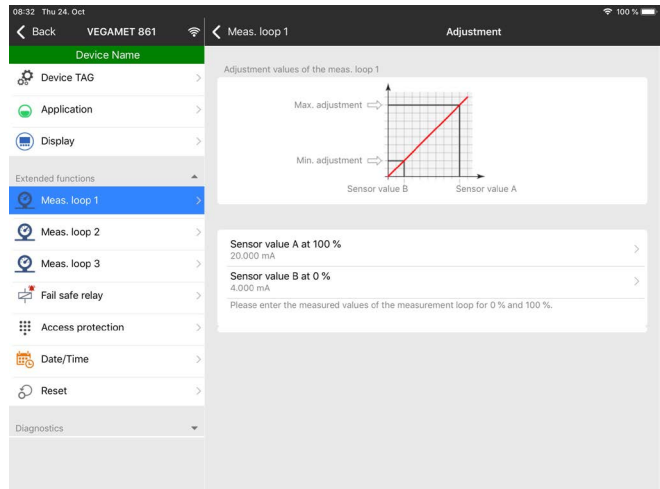 08:32 Thu 24. Oct
100 %
Back
VEGAMET 861
Meas. loop 1
Adjustment
Device Name
Device TAG
Application
Display
Extended functions
Meas. loop 1
Meas. loop 2
Meas. loop 3
Fail safe relay
Access protection
Date/Time
Reset
Diagnostics
Adjustment values of the meas. loop 1
Max. adjustment
Min. adjustment
Sensor value B
Sensor value A
Sensor value A at 100 %
20.000 mA
Sensor value B at 0 %
4.000 mA
Please enter the measured values of the measurement loop for 0 % and 100 %.